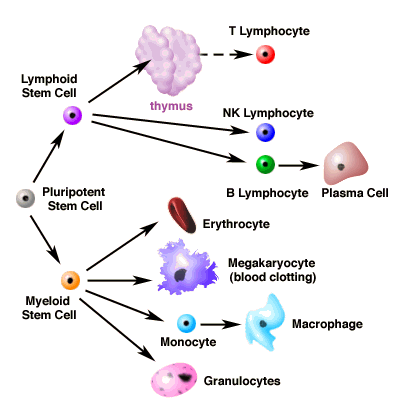 T Lymphocyte
Lymphoid
Stem Cell
thymus
NK Lymphocyte
B Lymphocyte
Plasma Cell
Pluripotent
Stem Cell
Erythrocyte
Megakaryocyte
(blood clotting)
Myeloid
Stem Cell
Monocyte
Macrophage
Granulocytes